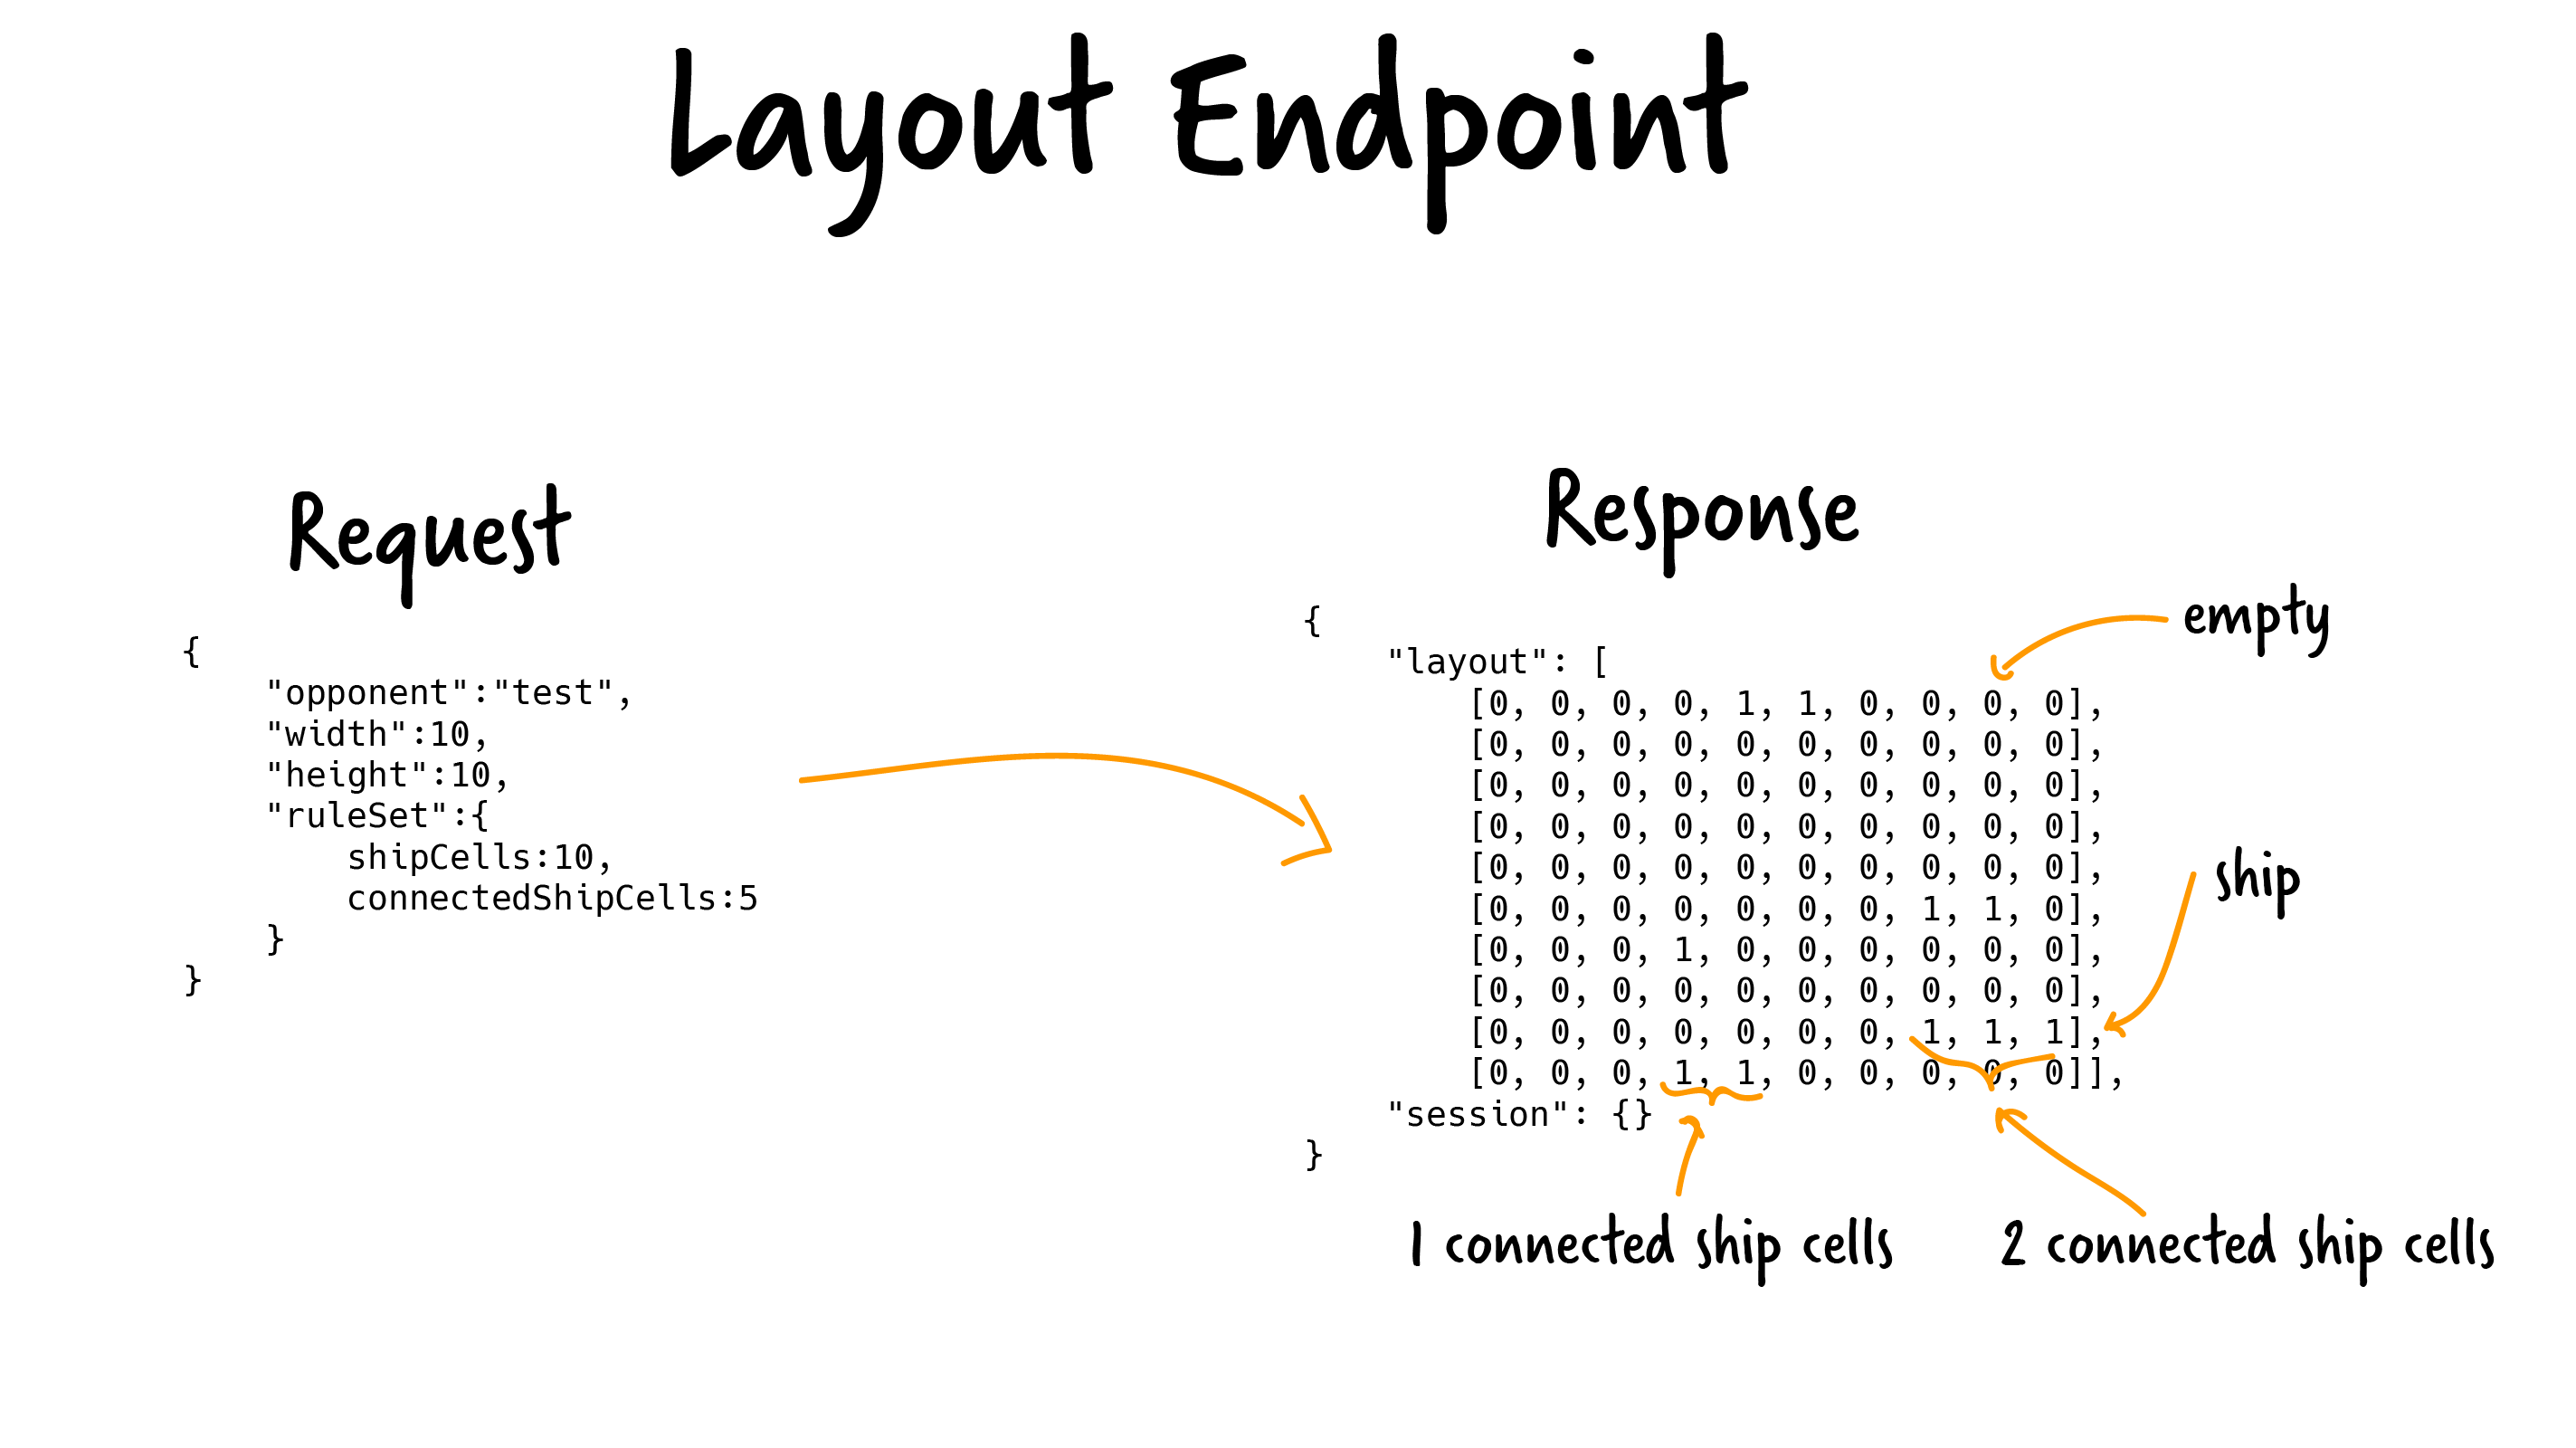 Layout Endpoint
Request
{
"opponent":"test",
"width":10,
"height":10,
"ruleSet":{
shipCells:10,
connectedShipCells:5
}
}
Response
{
"layout": [
[0, 0, 0, 0, 1, 1, 0, 0, 0, 0],
[0, 0, 0, 0, 0, 0, 0, 0, 0, 0],
[0, 0, 0, 0, 0, 0, 0, 0, 0, 0],
[0, 0, 0, 0, 0, 0, 0, 0, 0, 0],
[0, 0, 0, 0, 0, 0, 0, 0, 0, 0],
[0, 0, 0, 0, 0, 0, 0, 1, 1, 0],
[0, 0, 0, 1, 0, 0, 0, 0, 0, 0],
[0, 0, 0, 0, 0, 0, 0, 0, 0, 0],
[0, 0, 0, 0, 0, 0, 0, 1, 1, 1],
[0, 0, 0, 1, 1, 0, 0, 0, 0, 0]],
"session": {}
}
empty
ship
1 connected ship cells
2 connected ship cells